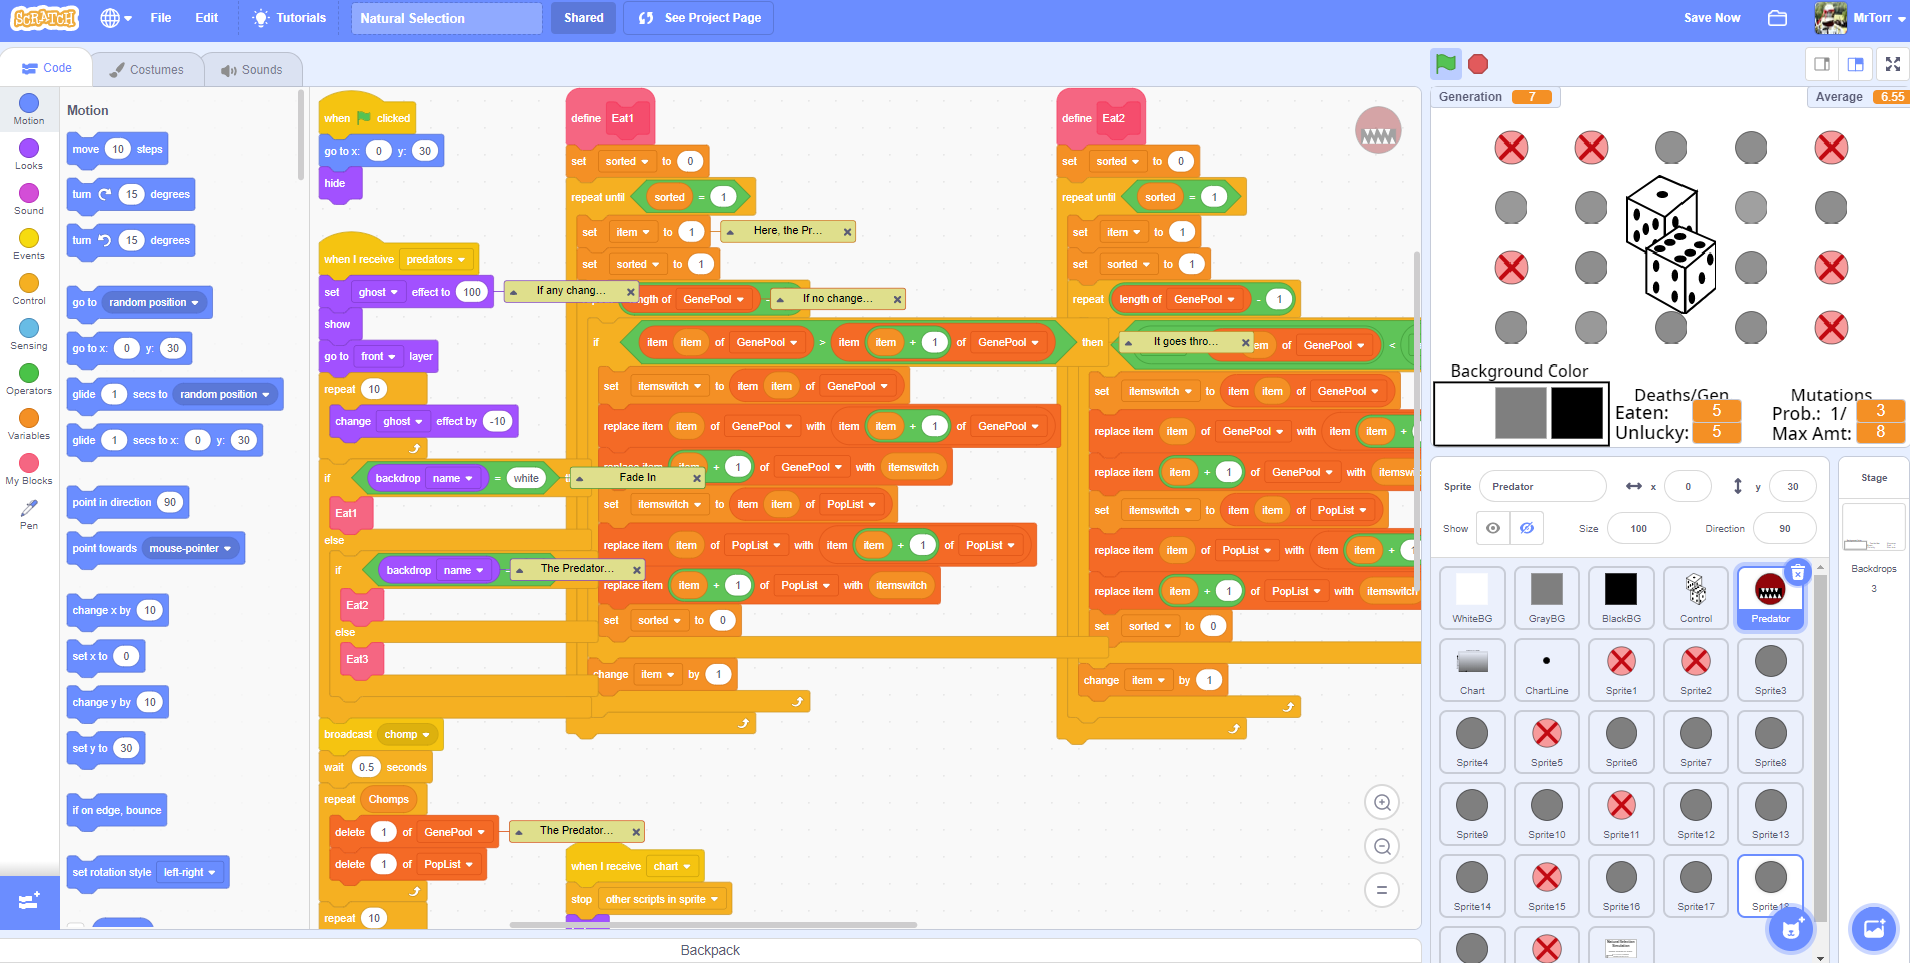 SCRATCH
File Edit Tutorials Natural Selection Shared See Project Page Save Now MrTorr
Code Costumes Sounds
Motion
Looks
Sound
Events
Control
Sensing
Operators
Variables
My Blocks
Pen
Motion
move 10 steps
turn 15 degrees
turn 15 degrees
go to random position
go to x: 0 y: 30
glide 1 secs to random position
glide 1 secs to x: 0 y: 30
point in direction 90
point towards mouse-pointer
change x by 10
set x to 0
change y by 10
set y to 30
if on edge, bounce
set rotation style left-right
when clicked
go to x: 0 y: 30
hide
when I receive predators
set ghost effect to 100
If any chang...
show
go to front layer
repeat 10
change ghost effect by -10
if backdrop name = white
Fade In
Eat1
else
if backdrop name
The Predator...
Eat2
else
Eat3
broadcast chomp
wait 0.5 seconds
repeat Chomps
delete 1 of GenePool
The Predator...
delete 1 of PopList
repeat 10
define Eat1
set sorted to 0
repeat until sorted = 1
set item to 1
Here, the Pr...
set sorted to 1
length of GenePool -
If no change...
if item item of GenePool > item item + 1 of GenePool then
set itemswitch to item item of GenePool
replace item item of GenePool with item item + 1 of GenePool
replace item item + 1 of GenePool with itemswitch
set itemswitch to item item of PopList
replace item item of PopList with item item + 1 of PopList
replace item item + 1 of PopList with itemswitch
set sorted to 0
change item by 1
when I receive chart
stop other scripts in sprite
define Eat2
set sorted to 0
repeat until sorted = 1
set item to 1
set sorted to 1
repeat length of GenePool - 1
It goes thro...
of GenePool <
set itemswitch to item item of GenePool
replace item item of GenePool with item item +
replace item item + 1 of GenePool with itemsw
set itemswitch to item item of PopList
replace item item of PopList with item item + 1
replace item item + 1 of PopList with itemswitch
set sorted to 0
change item by 1
Backpack
Generation 7 Average 6.55
Background Color
Deaths/Gen
Eaten: 5
Unlucky: 5
Mutations
Prob.: 1/ 3
Max Amt: 8
Sprite Predator x 0 y 30
Show Size 100 Direction 90
WhiteBG GrayBG BlackBG Control Predator
Chart ChartLine Sprite1 Sprite2 Sprite3
Sprite4 Sprite5 Sprite6 Sprite7 Sprite8
Sprite9 Sprite10 Sprite11 Sprite12 Sprite13
Sprite14 Sprite15 Sprite16 Sprite17 Sprite18
Stage
Backdrops
3